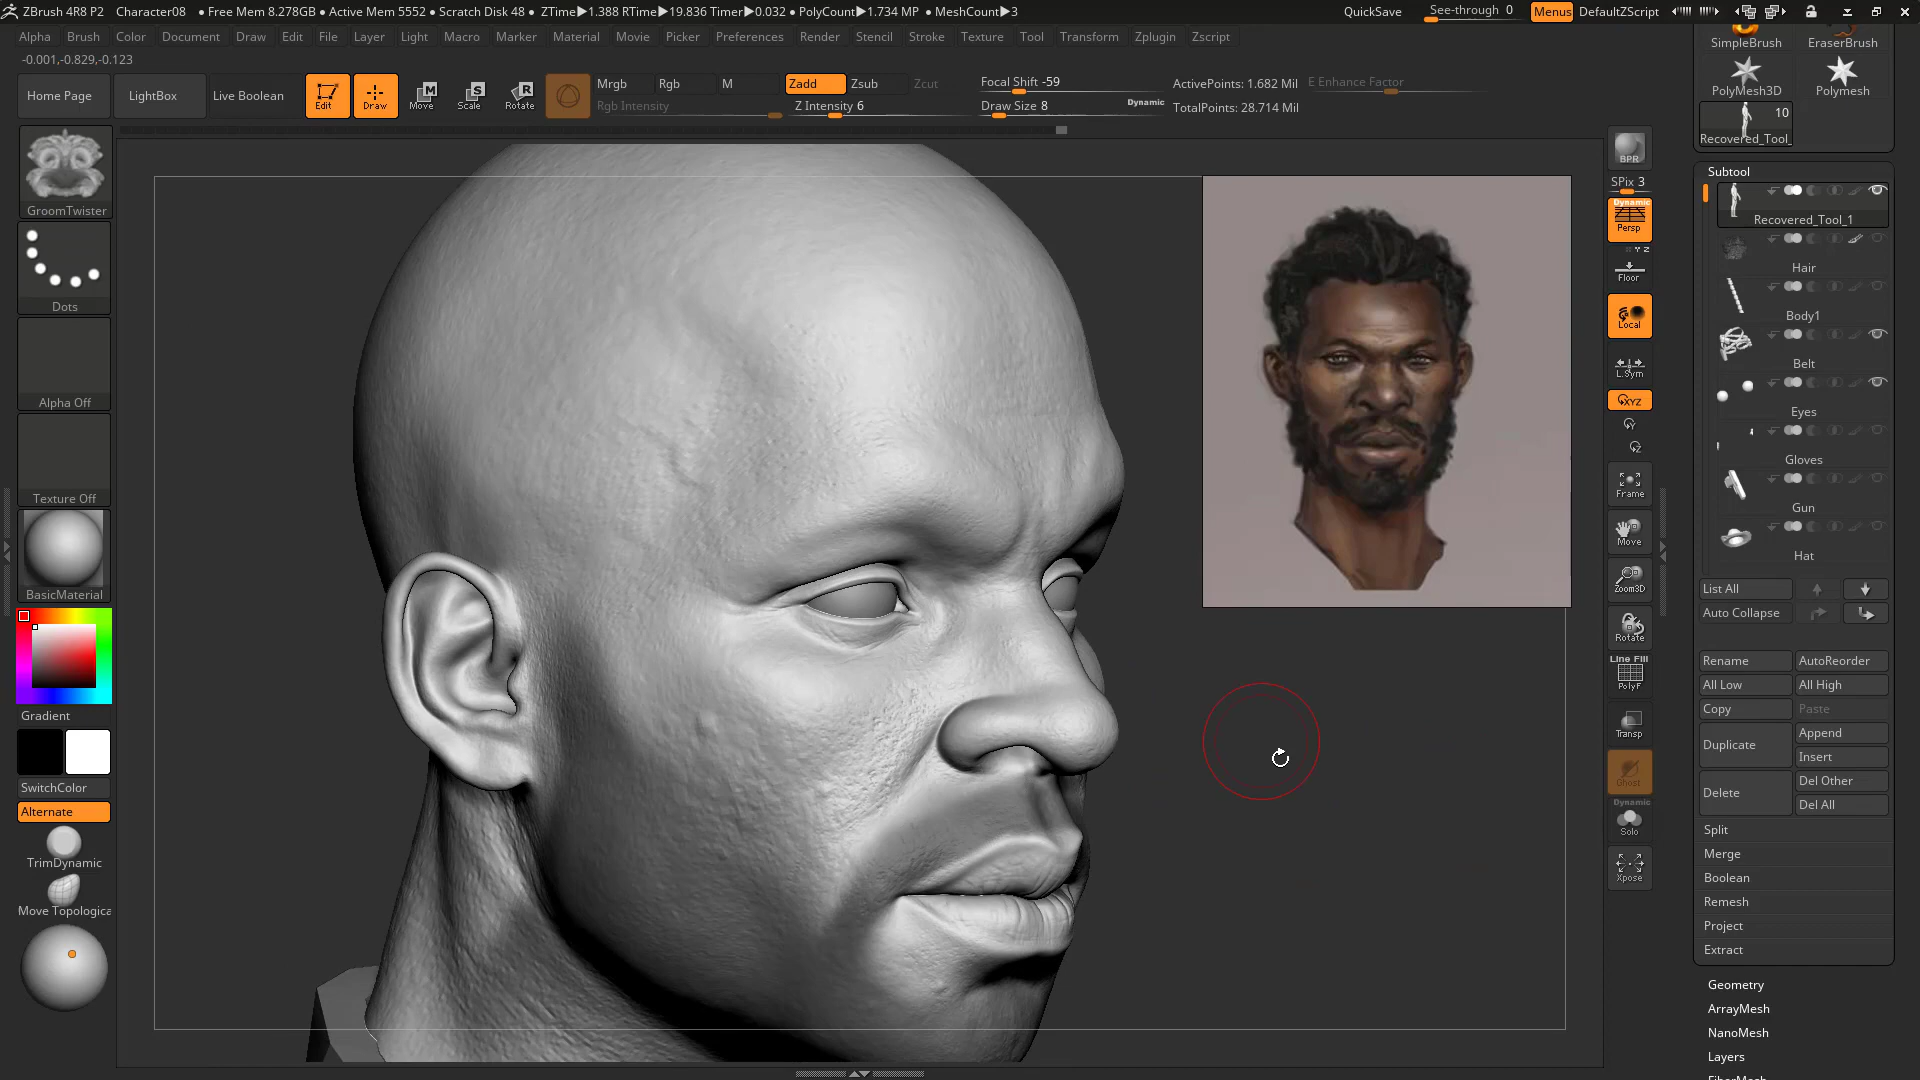 ZBrush 4R8 P2 Character08 • Free Mem 8.278GB • Active Mem 5552 • Scratch Disk 48 • ZTime▶1.388 RTime▶19.836 Timer▶0.032 • PolyCount▶1.734 MP • MeshCount▶3 QuickSave See-through 0 Menus DefaultZScript
Alpha Brush Color Document Draw Edit File Layer Light Macro Marker Material Movie Picker Preferences Render Stencil Stroke Texture Tool Transform Zplugin Zscript
-0.001,-0.829,-0.123
Home Page LightBox Live Boolean Edit Draw Move Scale Rotate
Mrgb Rgb M Zadd Zsub Zcut
Rgb Intensity Z Intensity 6
Focal Shift -59
Draw Size 8 Dynamic
ActivePoints: 1.682 Mil E Enhance Factor
TotalPoints: 28.714 Mil
GroomTwister
Dots
Alpha Off
Texture Off
BasicMaterial
Gradient
SwitchColor
Alternate
TrimDynamic
Move Topologica
BPR
SPix 3
Dynamic
Persp
Floor
Local
L.Sym
XYZ
Y
Z
Frame
Move
Zoom3D
Rotate
Line Fill
PolyF
Transp
Ghost
Dynamic
Solo
Xpose
SimpleBrush EraserBrush
PolyMesh3D Polymesh
10
Recovered_Tool_
Subtool
Recovered_Tool_1
Hair
Body1
Belt
Eyes
Gloves
Gun
Hat
List All
Auto Collapse
Rename AutoReorder
All Low All High
Copy Paste
Duplicate Append
Insert
Delete Del Other
Del All
Split
Merge
Boolean
Remesh
Project
Extract
Geometry
ArrayMesh
NanoMesh
Layers
FiberMesh